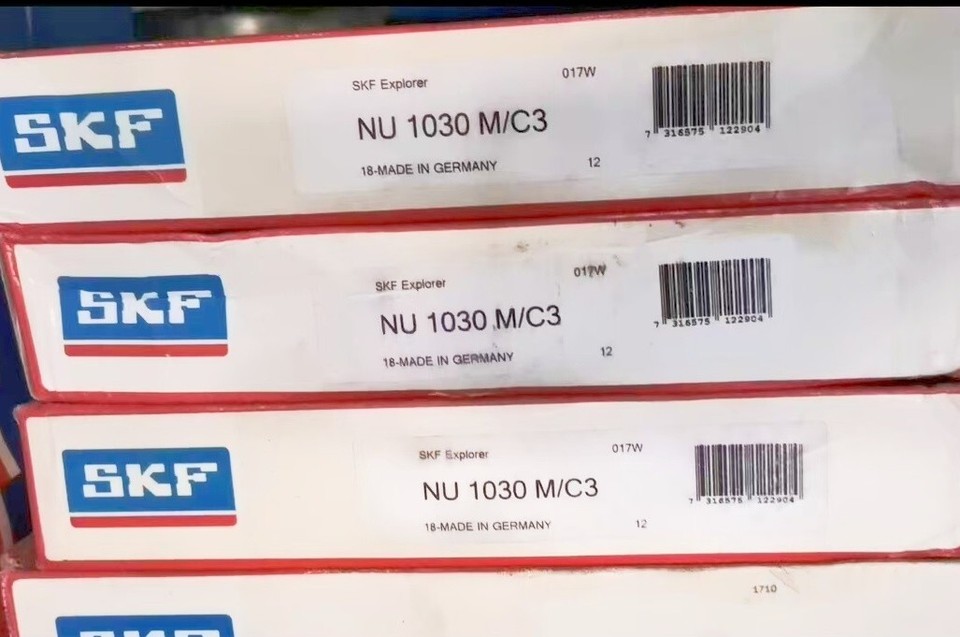 SKF
SKF Explorer
017W
NU 1030 M/C3
18-MADE IN GERMANY
12
7 316575 122904
SKF
SKF Explorer
017W
NU 1030 M/C3
18-MADE IN GERMANY
12
7 316575 122904
SKF
SKF Explorer
017W
NU 1030 M/C3
18-MADE IN GERMANY
12
7 316575 122904
SKF
1710